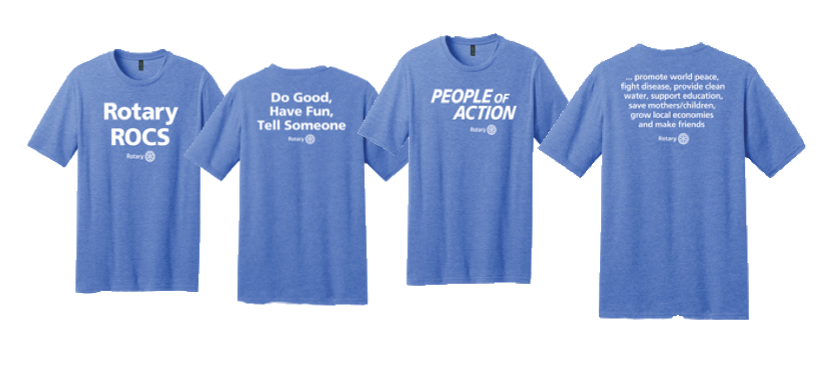 Rotary
ROCS
Rotary
Do Good,
Have Fun,
Tell Someone
Rotary
PEOPLE OF
ACTION
Rotary
... promote world peace,
fight disease, provide clean
water, support education,
save mothers/children,
grow local economies
and make friends
Rotary